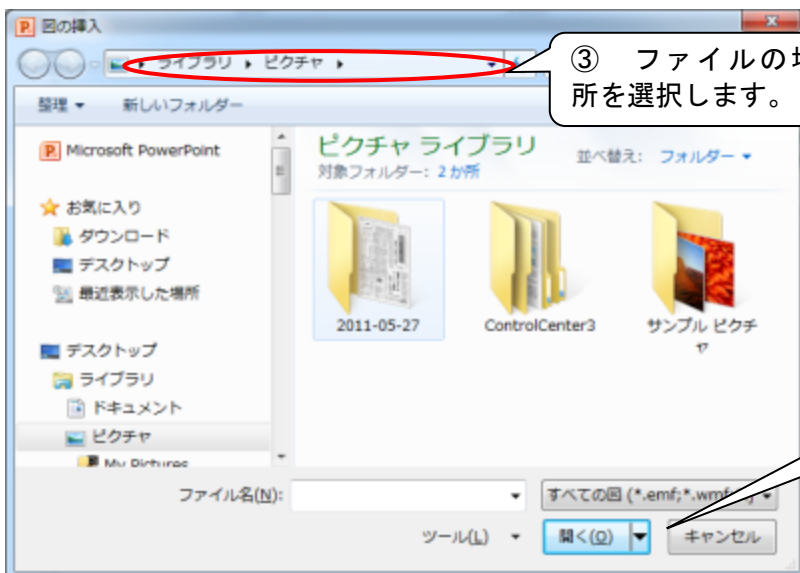 図の挿入
ライブラリ ▸ ピクチャ ▸
③ ファイルの場
所を選択します。
整理 ▼ 新しいフォルダー
Microsoft PowerPoint
お気に入り
ダウンロード
デスクトップ
最近表示した場所
デスクトップ
ライブラリ
ドキュメント
ピクチャ
My Pictures
ピクチャ ライブラリ
対象フォルダー: 2 か所
並べ替え: フォルダー ▼
2011-05-27
ControlCenter3
サンプル ピクチ
ャ
ファイル名(N):
すべての図 (*.emf;*.wmf
ツール(L) ▼
開く(O)
キャンセル